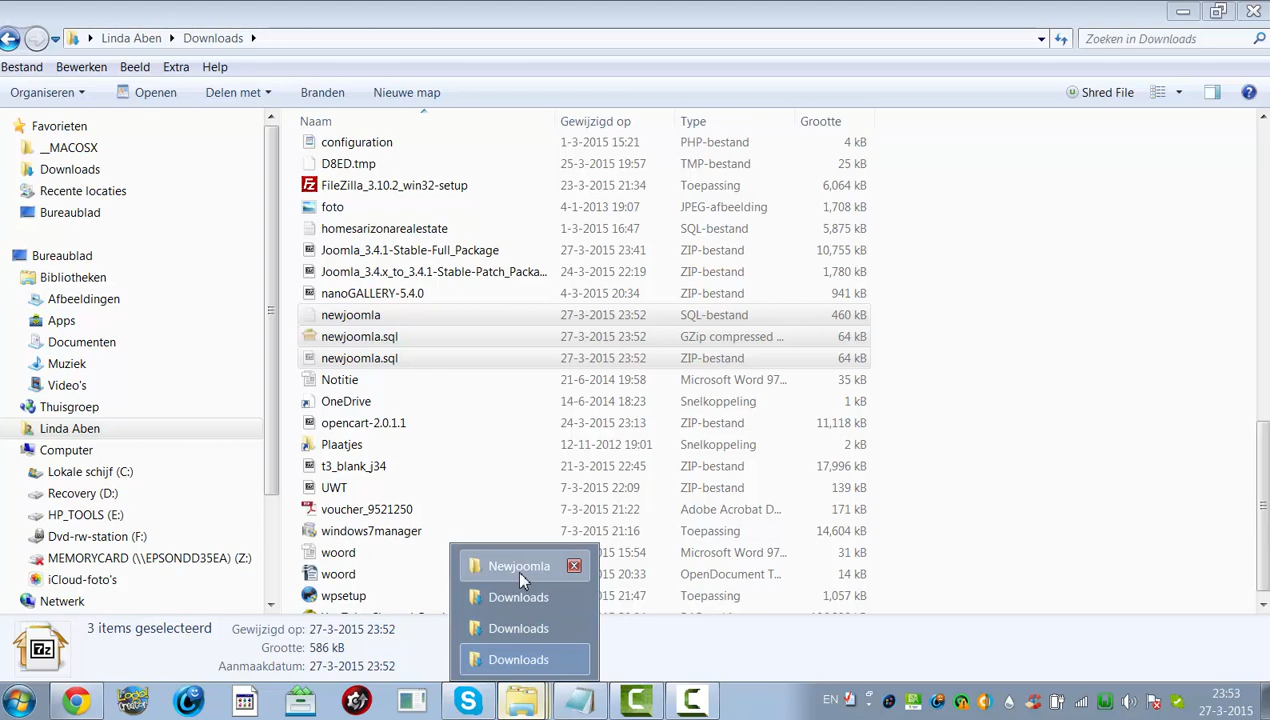 Linda Aben Downloads
Zoeken in Downloads
Bestand Bewerken Beeld Extra Help
Organiseren Openen Delen met Branden Nieuwe map Shred File
Favorieten
__MACOSX
Downloads
Recente locaties
Bureaublad
Bureaublad
Bibliotheken
Afbeeldingen
Apps
Documenten
Muziek
Video's
Thuisgroep
Linda Aben
Computer
Lokale schijf (C:)
Recovery (D:)
HP_TOOLS (E:)
Dvd-rw-station (F:)
MEMORYCARD (\\EPSONDD35EA) (Z:)
iCloud-foto's
Netwerk
Naam Gewijzigd op Type Grootte
configuration 1-3-2015 15:21 PHP-bestand 4 kB
D8ED.tmp 25-3-2015 19:57 TMP-bestand 25 kB
FileZilla_3.10.2_win32-setup 23-3-2015 21:34 Toepassing 6,064 kB
foto 4-1-2013 19:07 JPEG-afbeelding 1,708 kB
homesarizonarealestate 1-3-2015 16:47 SQL-bestand 5,875 kB
Joomla_3.4.1-Stable-Full_Package 27-3-2015 23:41 ZIP-bestand 10,755 kB
Joomla_3.4.x_to_3.4.1-Stable-Patch_Packa... 24-3-2015 22:19 ZIP-bestand 1,780 kB
nanoGALLERY-5.4.0 4-3-2015 20:34 ZIP-bestand 941 kB
newjoomla 27-3-2015 23:52 SQL-bestand 460 kB
newjoomla.sql 27-3-2015 23:52 GZip compressed ... 64 kB
newjoomla.sql 27-3-2015 23:52 ZIP-bestand 64 kB
Notitie 21-6-2014 19:58 Microsoft Word 97... 35 kB
OneDrive 14-6-2014 18:23 Snelkoppeling 1 kB
opencart-2.0.1.1 24-3-2015 23:13 ZIP-bestand 11,118 kB
Plaatjes 12-11-2012 19:01 Snelkoppeling 2 kB
t3_blank_j34 21-3-2015 22:45 ZIP-bestand 17,996 kB
UWT 7-3-2015 22:09 ZIP-bestand 139 kB
voucher_9521250 7-3-2015 21:22 Adobe Acrobat D... 171 kB
windows7manager 7-3-2015 21:16 Toepassing 14,604 kB
woord 15:54 Microsoft Word 97... 31 kB
woord 20:33 OpenDocument T... 14 kB
wpsetup 21:47 Toepassing
Newjoomla
Downloads
Downloads
Downloads
3 items geselecteerd
Gewijzigd op: 27-3-2015 23:52
Grootte: 586 kB
Aanmaakdatum: 27-3-2015 23:52
7z
EN
23:53
27-3-2015